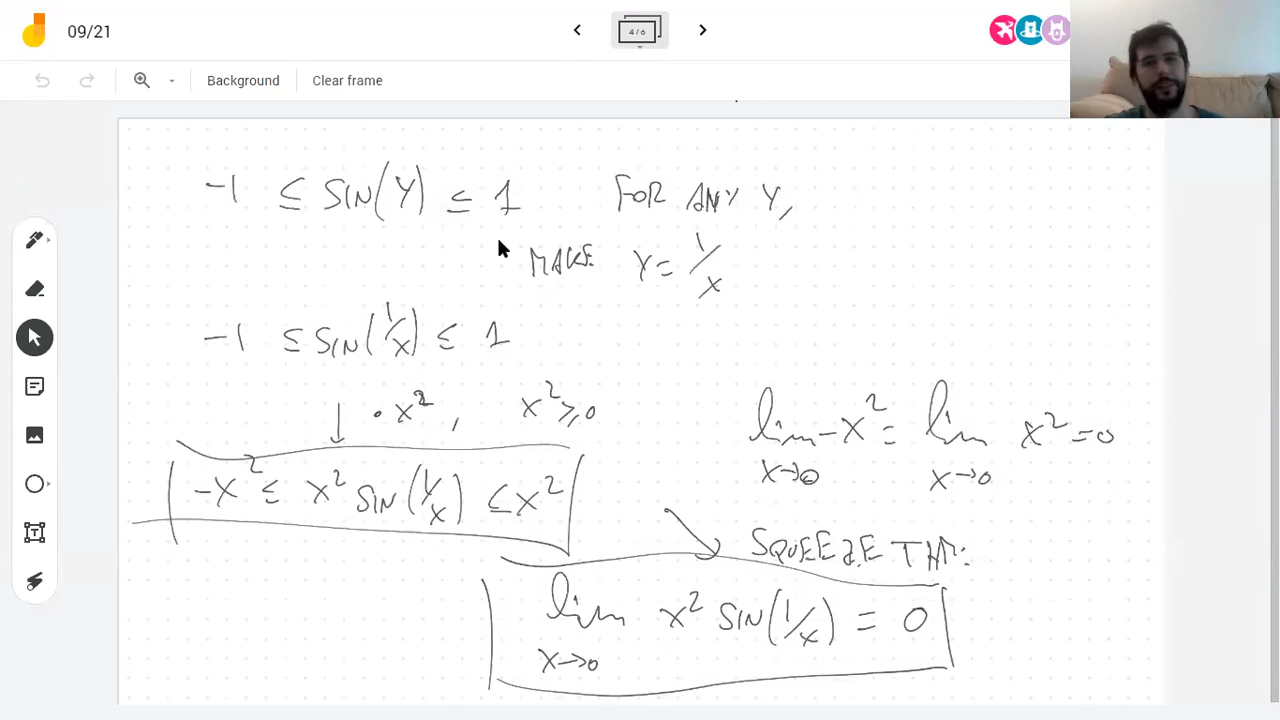 09/21
4 / 6
Background
Clear frame
-1 ≤ SIN(Y) ≤ 1 FOR ANY Y,
MAKE Y = 1/X
-1 ≤ SIN(1/X) ≤ 1
↓ • X², X² ≥ 0
lim -X² = lim X² = 0
X→0 X→0
-X² ≤ X² SIN(1/X) ≤ X²
SQUEEZE THM:
lim X² SIN(1/X) = 0
X→0